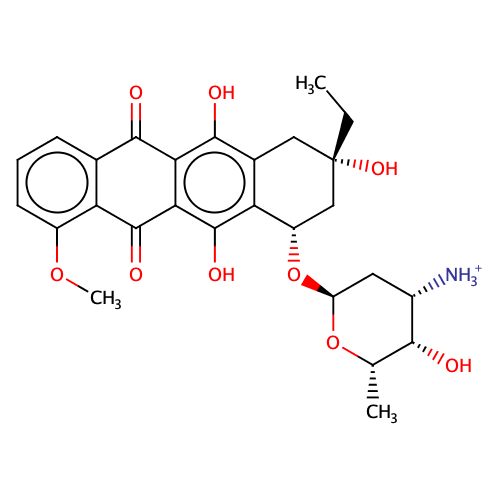 O OH H₃C
OH
O OH O NH₃⁺
O CH₃ O OH
CH₃